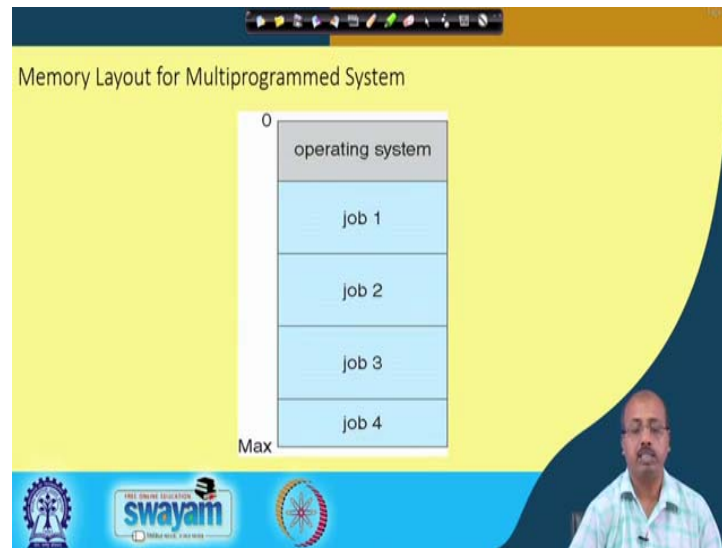 Memory Layout for Multiprogrammed System
0
operating system
job 1
job 2
job 3
job 4
Max
FREE ONLINE EDUCATION
swayam